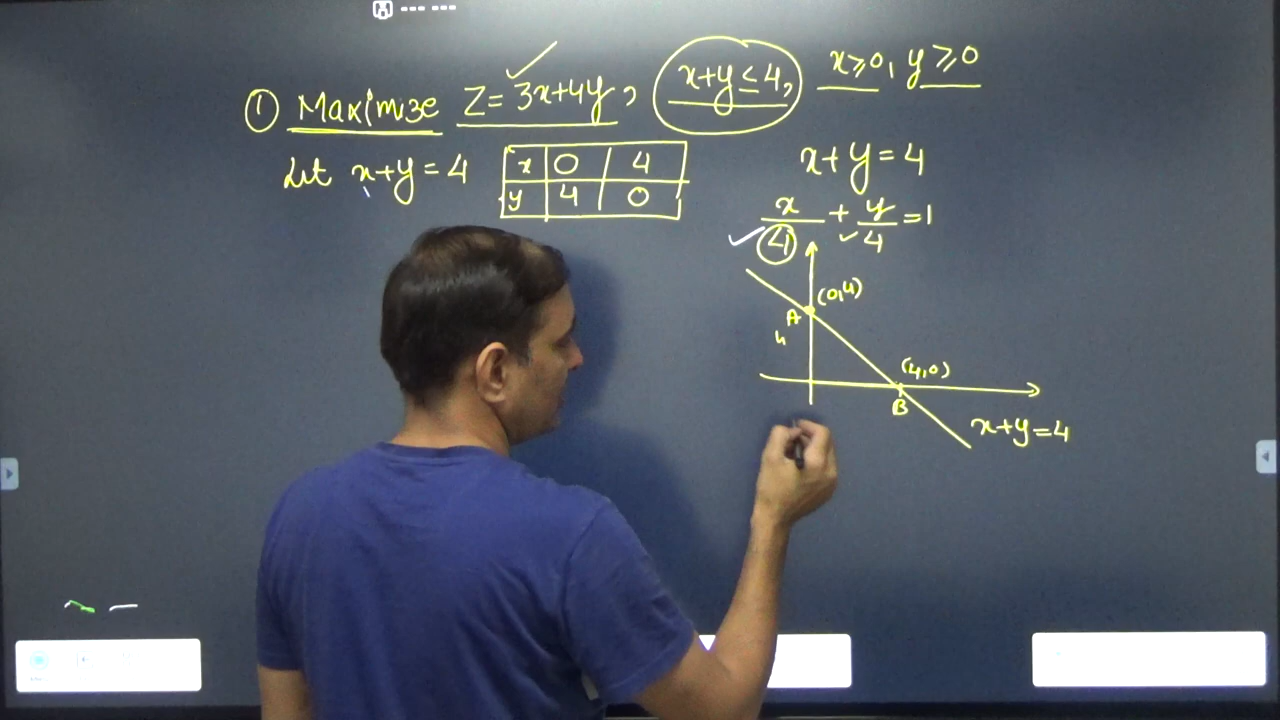 ① Maximize Z = 3x+4y, x+y ≤ 4, x ≥ 0, y ≥ 0
Let x+y = 4
x 0 4
y 4 0
x+y = 4
x/4 + y/4 = 1
(0,4)
A
4
(4,0)
B
x+y=4